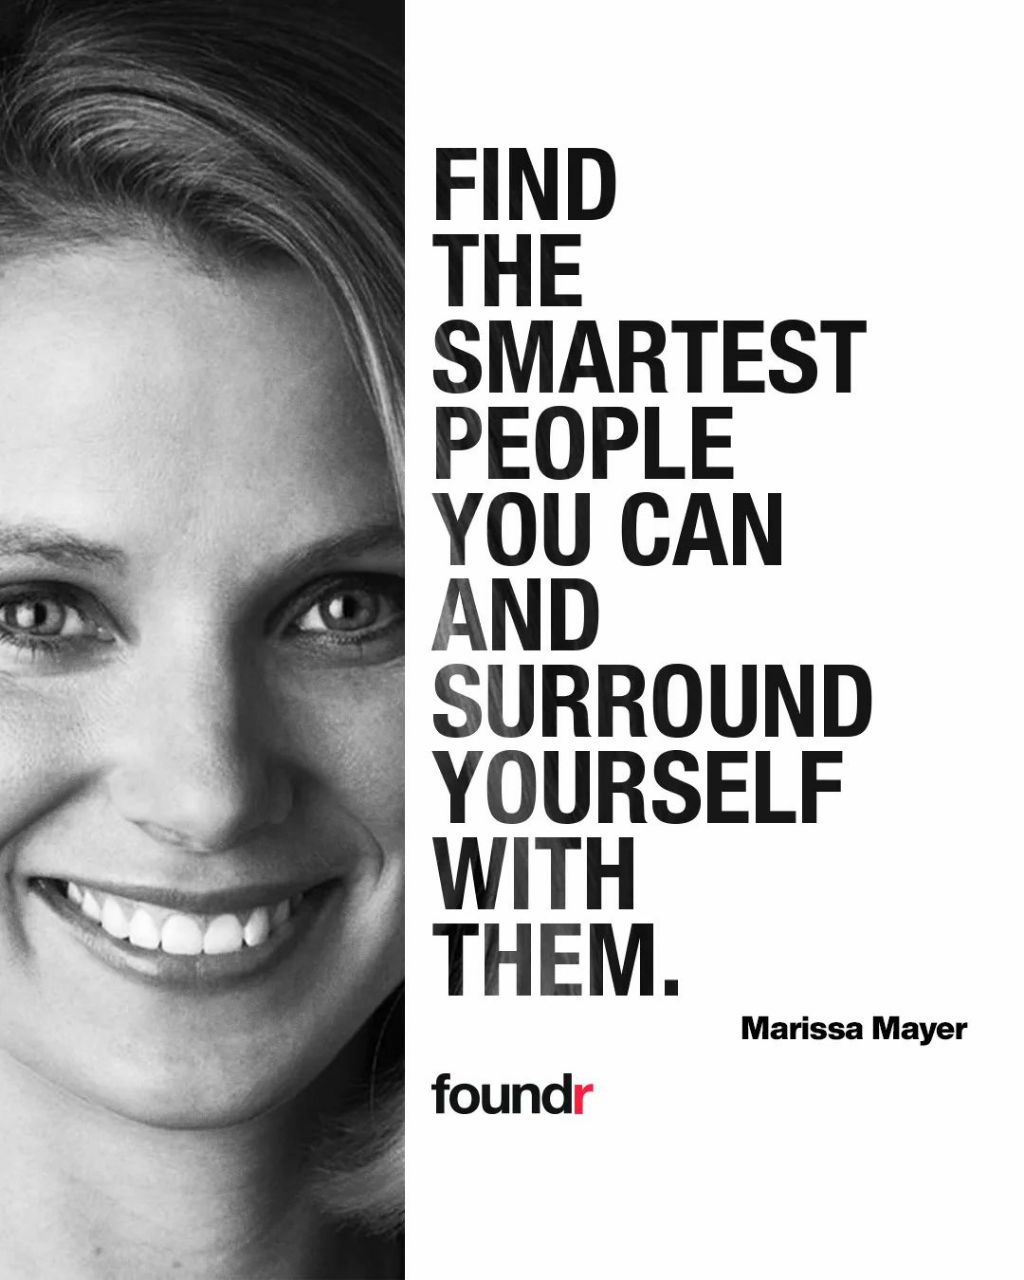 FIND
THE
SMARTEST
PEOPLE
YOU CAN
AND
SURROUND
YOURSELF
WITH
THEM.
Marissa Mayer
foundr